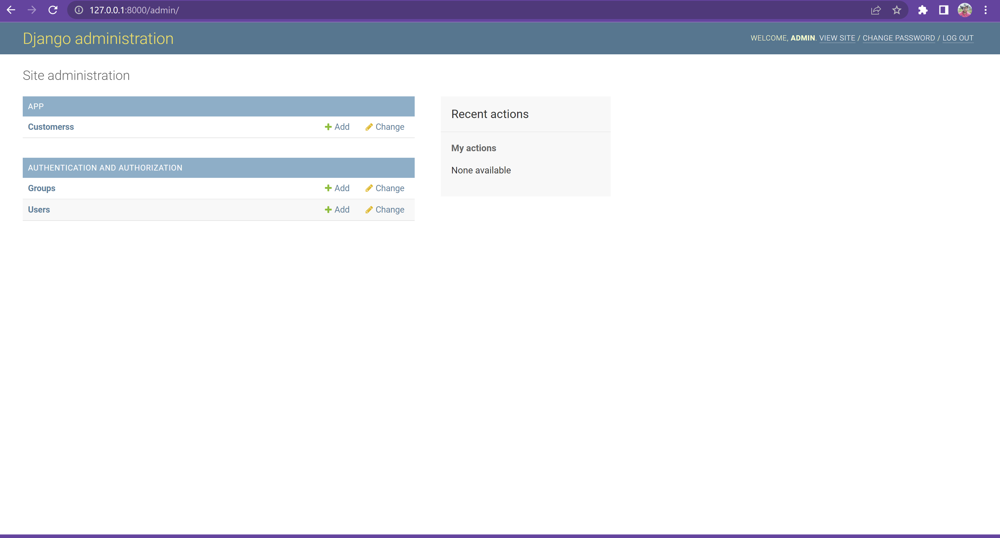 127.0.0.1:8000/admin/
Django administration
WELCOME, ADMIN. VIEW SITE / CHANGE PASSWORD / LOG OUT
Site administration
APP
Customerss Add Change
AUTHENTICATION AND AUTHORIZATION
Groups Add Change
Users Add Change
Recent actions
My actions
None available